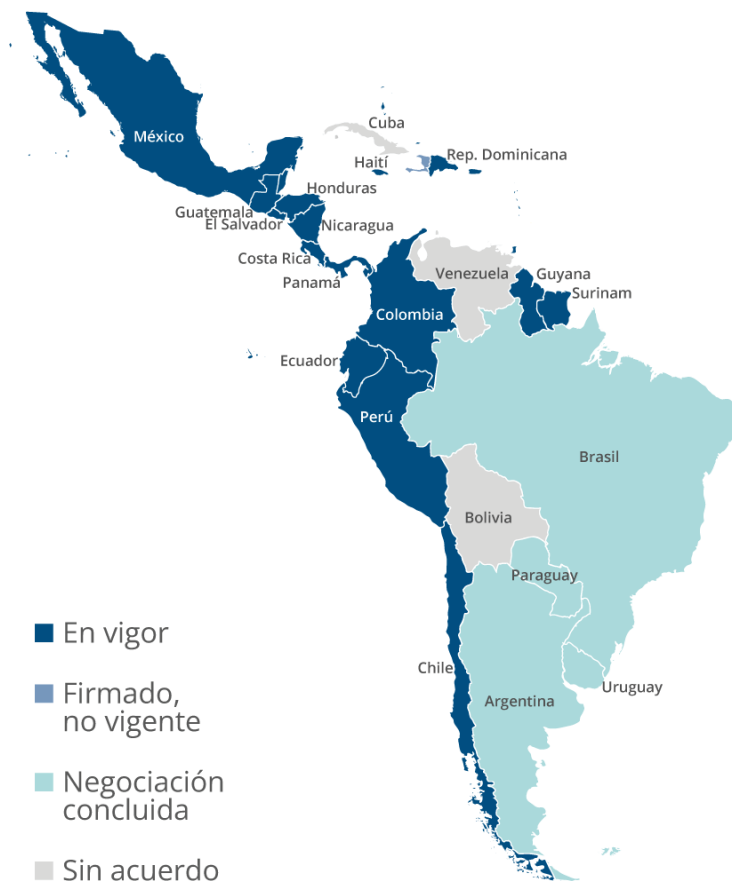 México
Cuba
Haití
Rep. Dominicana
Honduras
Guatemala
El Salvador
Nicaragua
Costa Rica
Panamá
Venezuela
Guyana
Surinam
Colombia
Ecuador
Perú
Brasil
Bolivia
Paraguay
Chile
Argentina
Uruguay
En vigor
Firmado,
no vigente
Negociación
concluida
Sin acuerdo